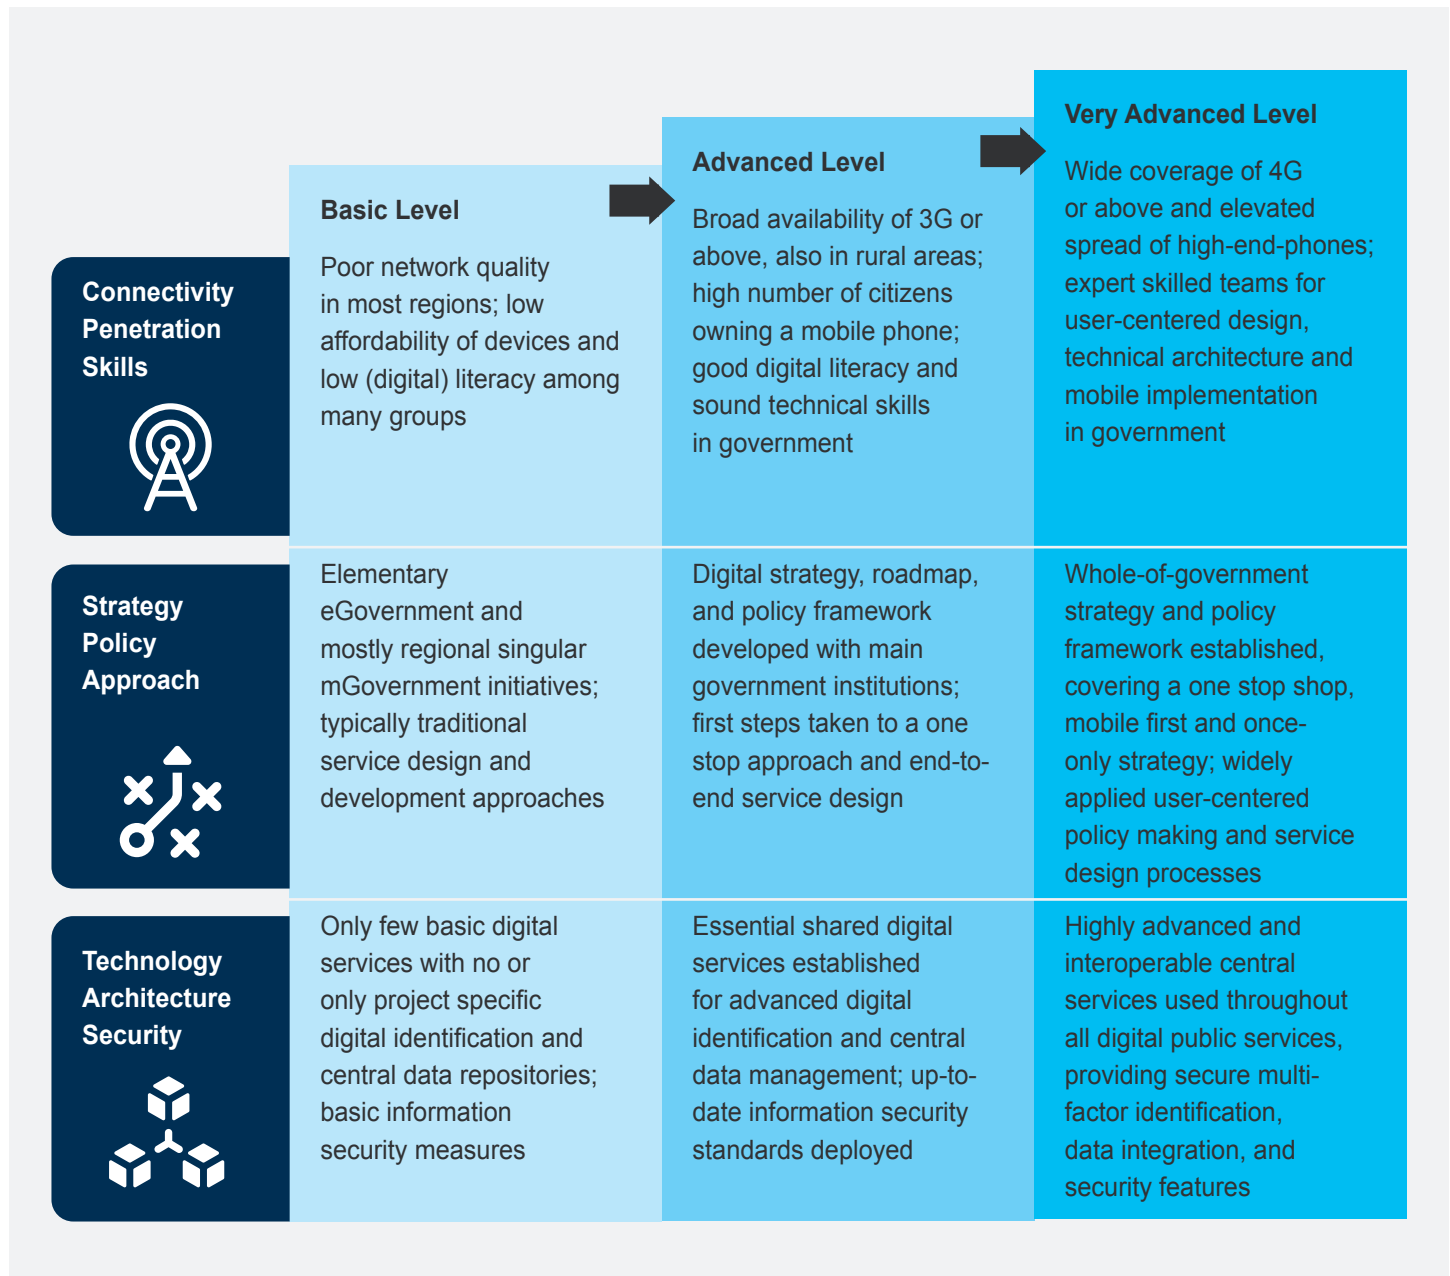 Connectivity
Penetration
Skills
Basic Level
Poor network quality
in most regions; low
affordability of devices and
low (digital) literacy among
many groups
Advanced Level
Broad availability of 3G or
above, also in rural areas;
high number of citizens
owning a mobile phone;
good digital literacy and
sound technical skills
in government
Very Advanced Level
Wide coverage of 4G
or above and elevated
spread of high-end-phones;
expert skilled teams for
user-centered design,
technical architecture and
mobile implementation
in government
Strategy
Policy
Approach
Elementary
eGovernment and
mostly regional singular
mGovernment initiatives;
typically traditional
service design and
development approaches
Digital strategy, roadmap,
and policy framework
developed with main
government institutions;
first steps taken to a one
stop approach and end-to-
end service design
Whole-of-government
strategy and policy
framework established,
covering a one stop shop,
mobile first and once-
only strategy; widely
applied user-centered
policy making and service
design processes
Technology
Architecture
Security
Only few basic digital
services with no or
only project specific
digital identification and
central data repositories;
basic information
security measures
Essential shared digital
services established
for advanced digital
identification and central
data management; up-to-
date information security
standards deployed
Highly advanced and
interoperable central
services used throughout
all digital public services,
providing secure multi-
factor identification,
data integration, and
security features